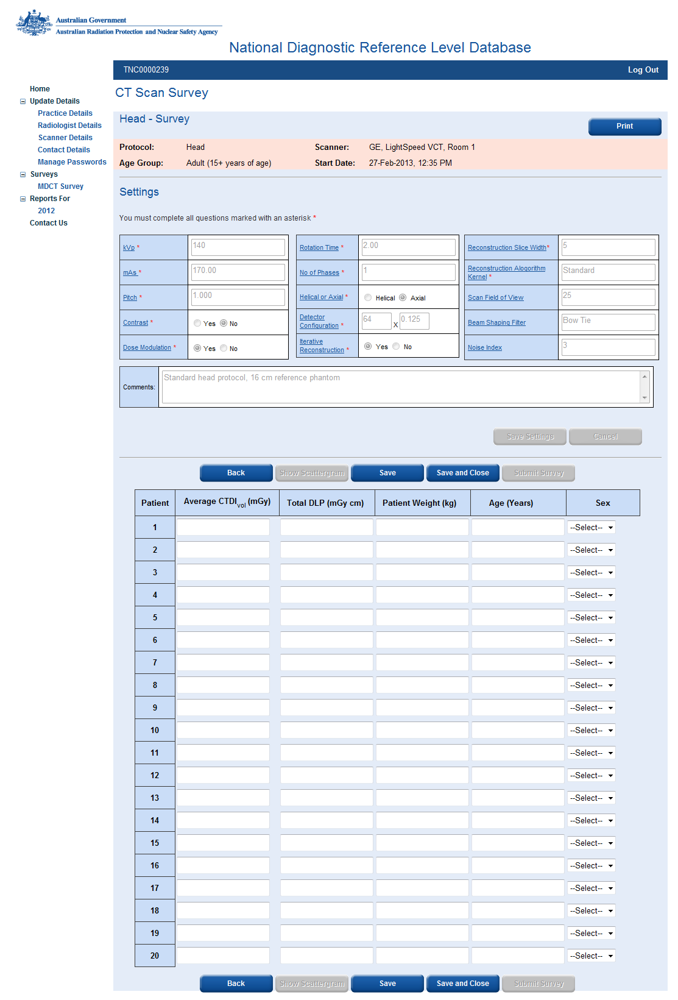 Australian Government
Australian Radiation Protection and Nuclear Safety Agency
National Diagnostic Reference Level Database
TNC0000239 Log Out
Home
Update Details
Practice Details
Radiologist Details
Scanner Details
Contact Details
Manage Passwords
Surveys
MDCT Survey
Reports For
2012
Contact Us
CT Scan Survey
Head - Survey
Print
Protocol: Head Scanner: GE, LightSpeed VCT, Room 1
Age Group: Adult (15+ years of age) Start Date: 27-Feb-2013, 12:35 PM
Settings
You must complete all questions marked with an asterisk *
kVp * 140
mAs * 170.00
Pitch * 1.000
Contrast * Yes No
Dose Modulation * Yes No
Rotation Time * 2.00
No of Phases * 1
Helical or Axial * Helical Axial
Detector
Configuration * 64 X 0.125
Iterative
Reconstruction * Yes No
Reconstruction Slice Width* 5
Reconstruction Alogorithm
Kernel * Standard
Scan Field of View 25
Beam Shaping Filter Bow Tie
Noise Index 3
Comments: Standard head protocol, 16 cm reference phantom
Save Settings Cancel
Back Show Scattergram Save Save and Close Submit Survey
Patient Average CTDIvol (mGy) Total DLP (mGy cm) Patient Weight (kg) Age (Years) Sex
1 --Select--
2 --Select--
3 --Select--
4 --Select--
5 --Select--
6 --Select--
7 --Select--
8 --Select--
9 --Select--
10 --Select--
11 --Select--
12 --Select--
13 --Select--
14 --Select--
15 --Select--
16 --Select--
17 --Select--
18 --Select--
19 --Select--
20 --Select--
Back Show Scattergram Save Save and Close Submit Survey